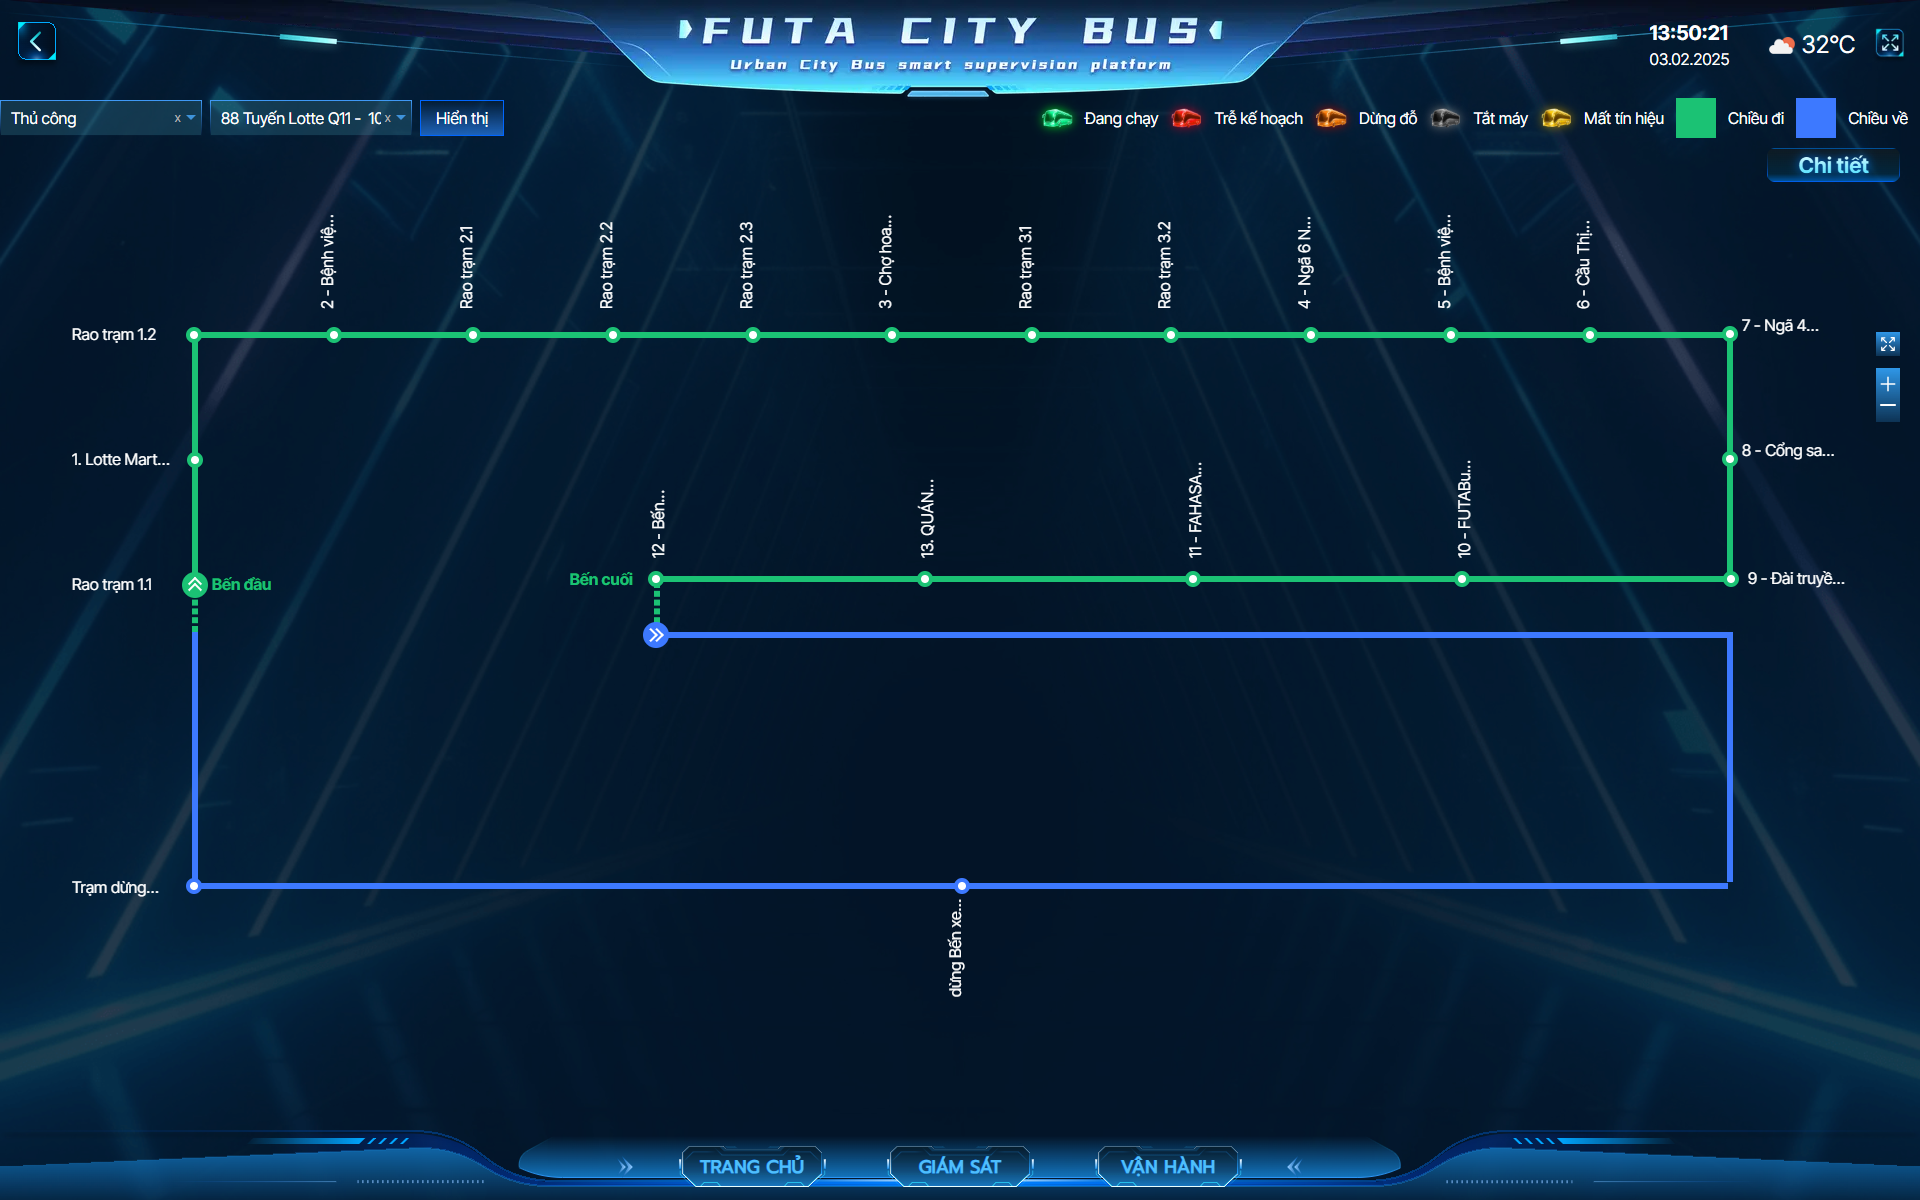 FUTA CITY BUS
Urban City Bus smart supervision platform
13:50:21
03.02.2025
32°C
Thủ công
x
88 Tuyến Lotte Q11 - 10
x
Hiển thị
Đang chạy
Trễ kế hoạch
Dừng đỗ
Tắt máy
Mất tín hiệu
Chiều đi
Chiều về
Chi tiết
2 - Bệnh việ...
Rao trạm 2.1
Rao trạm 2.2
Rao trạm 2.3
3 - Chợ hoa...
Rao trạm 3.1
Rao trạm 3.2
4 - Ngã 6 N...
5 - Bệnh việ...
6 - Cầu Thị...
Rao trạm 1.2
7 - Ngã 4...
1. Lotte Mart...
8 - Cổng sa...
12 - Bến...
13. QUÁN...
11 - FAHASA...
10 - FUTABu...
Rao trạm 1.1
Bến đầu
Bến cuối
9 - Đài truyề...
Trạm dừng...
dừng Bến xe...
TRANG CHỦ
GIÁM SÁT
VẬN HÀNH